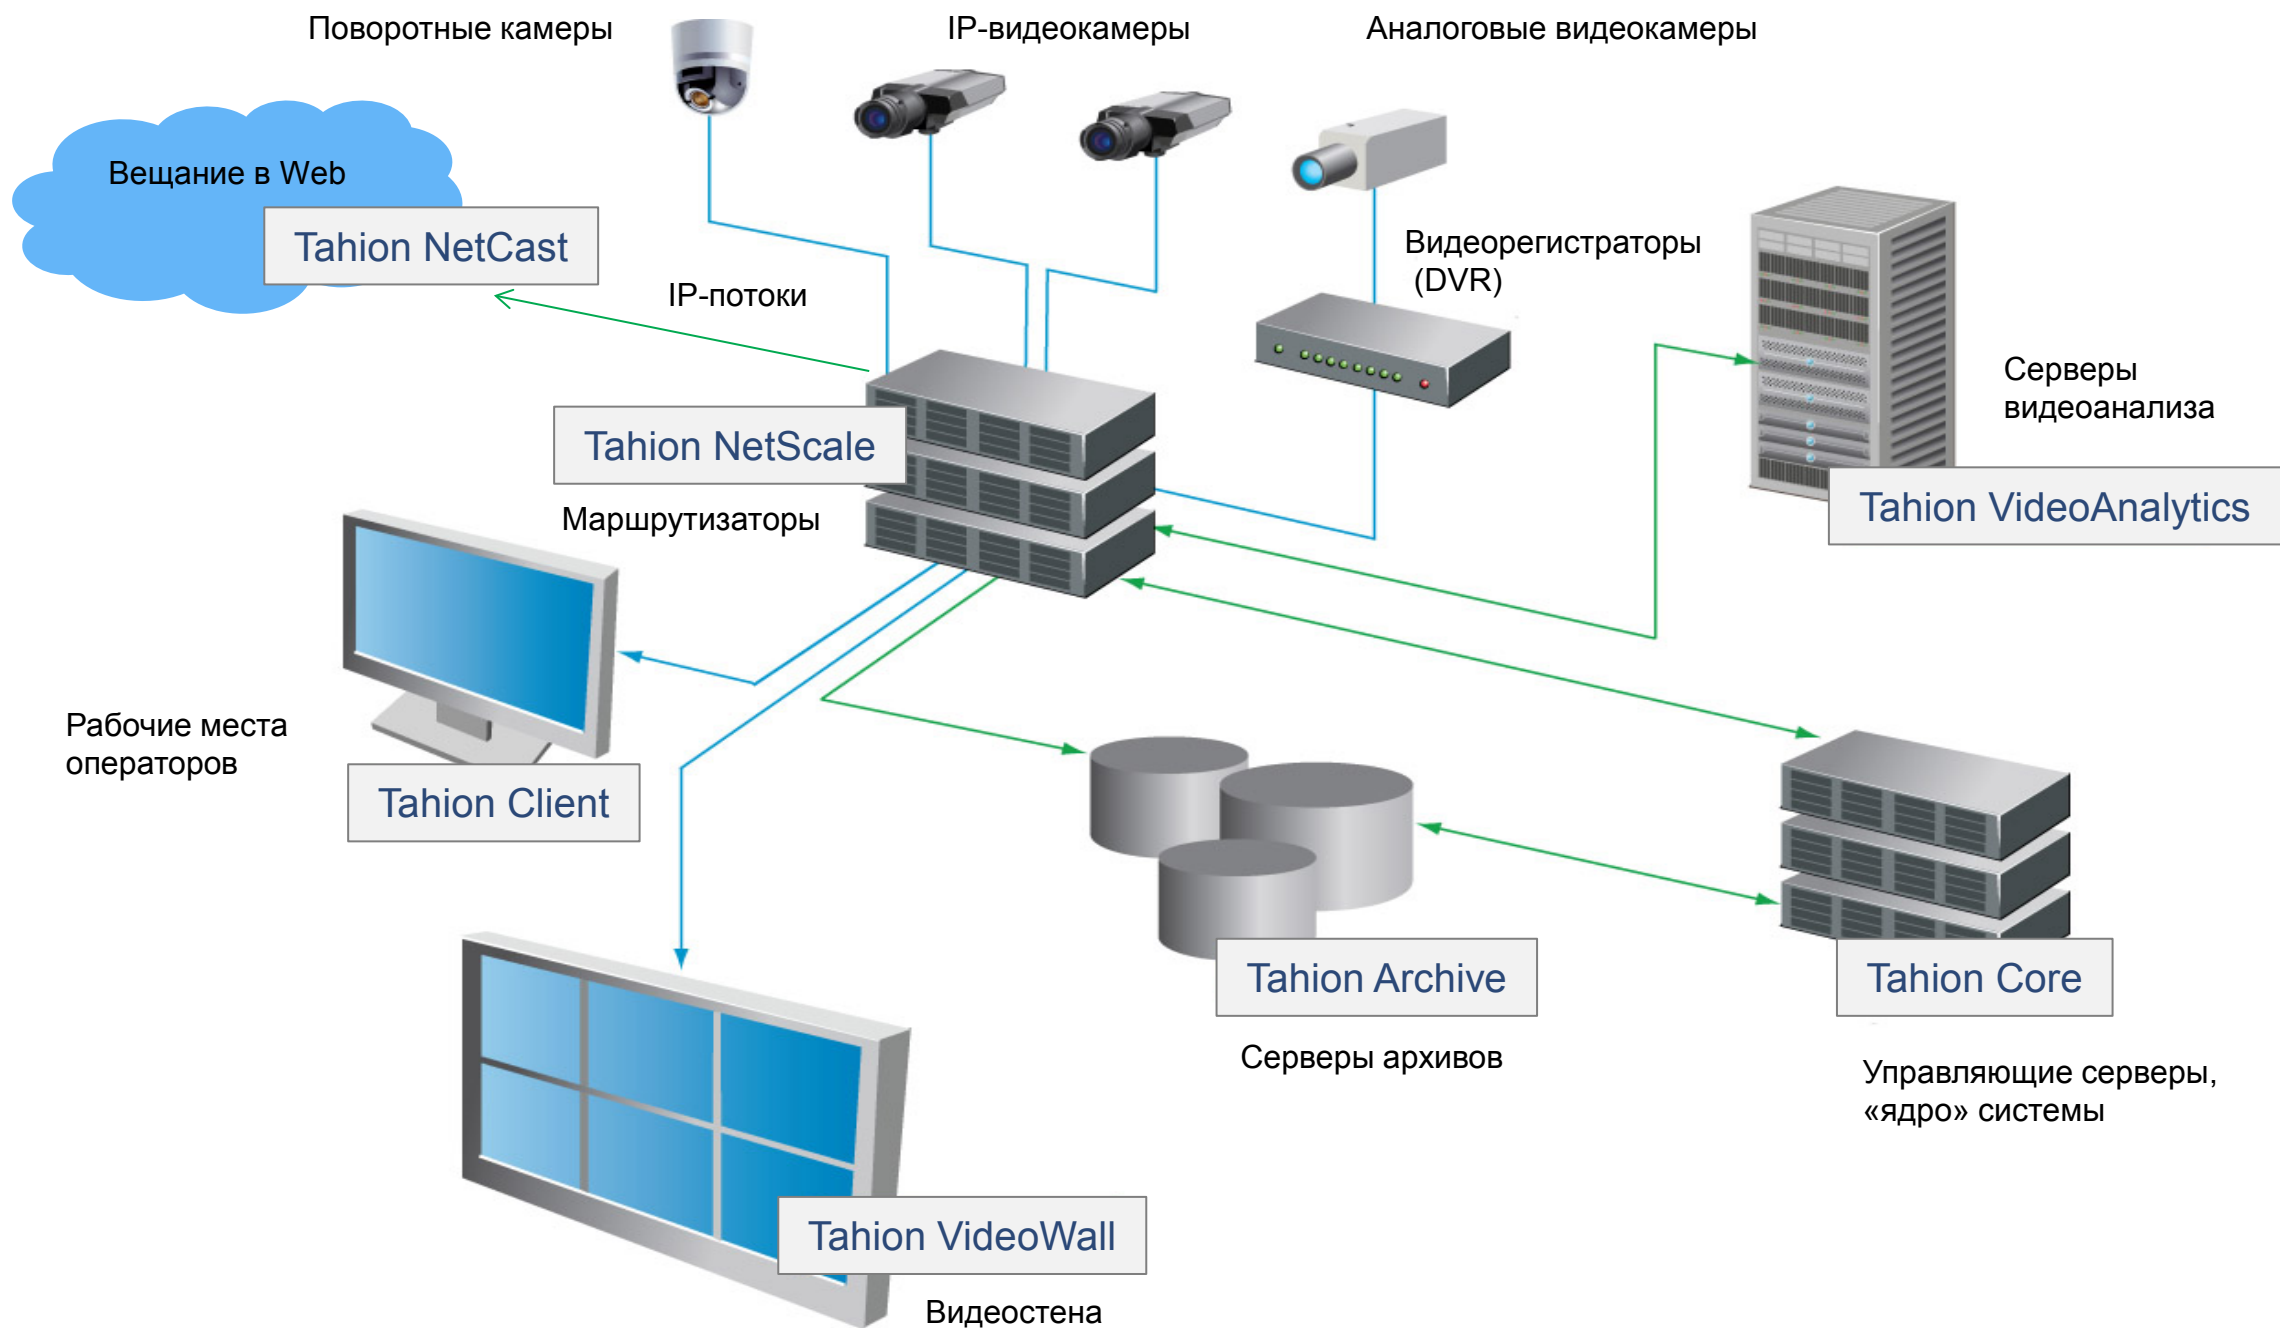 Поворотные камеры
IP-видеокамеры
Аналоговые видеокамеры
Вещание в Web
Tahion NetCast
IP-потоки
Видеорегистраторы
(DVR)
Серверы
видеоанализа
Tahion NetScale
Маршрутизаторы
Tahion VideoAnalytics
Рабочие места
операторов
Tahion Client
Tahion Archive
Серверы архивов
Tahion Core
Управляющие серверы,
«ядро» системы
Tahion VideoWall
Видеостена